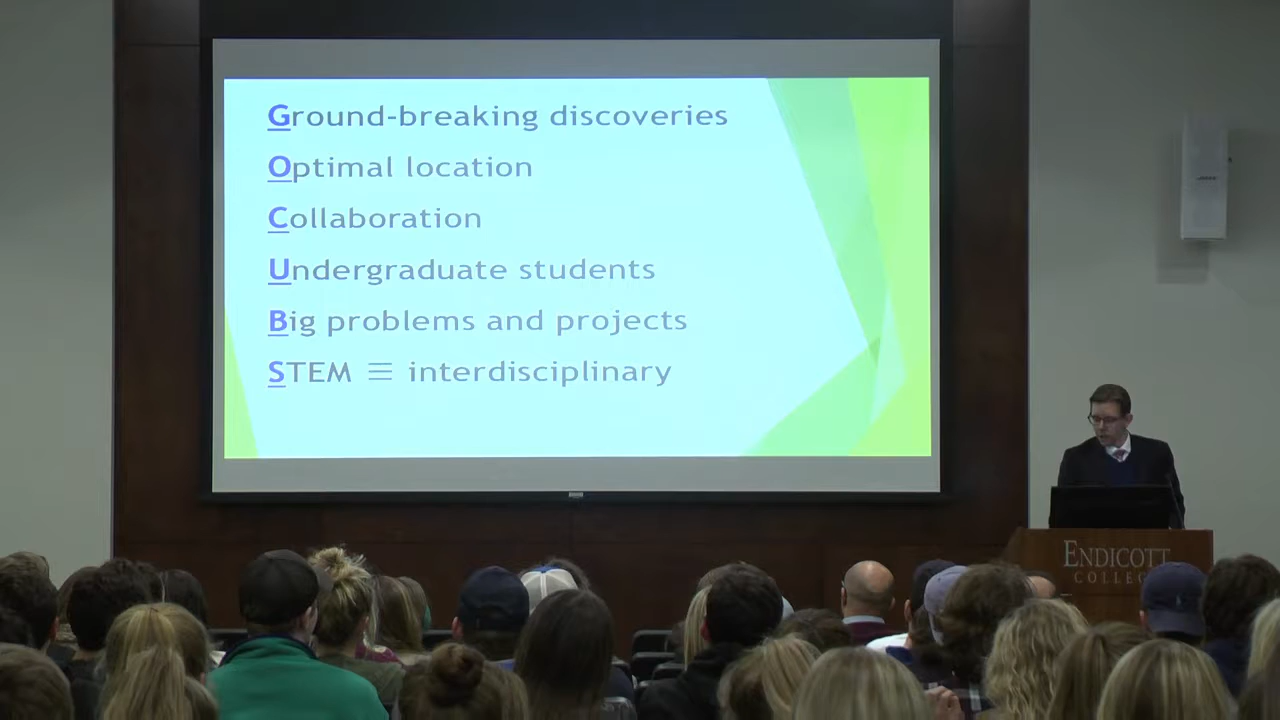 Ground-breaking discoveries
Optimal location
Collaboration
Undergraduate students
Big problems and projects
STEM ≡ interdisciplinary
ENDICOTT
COLLEGE